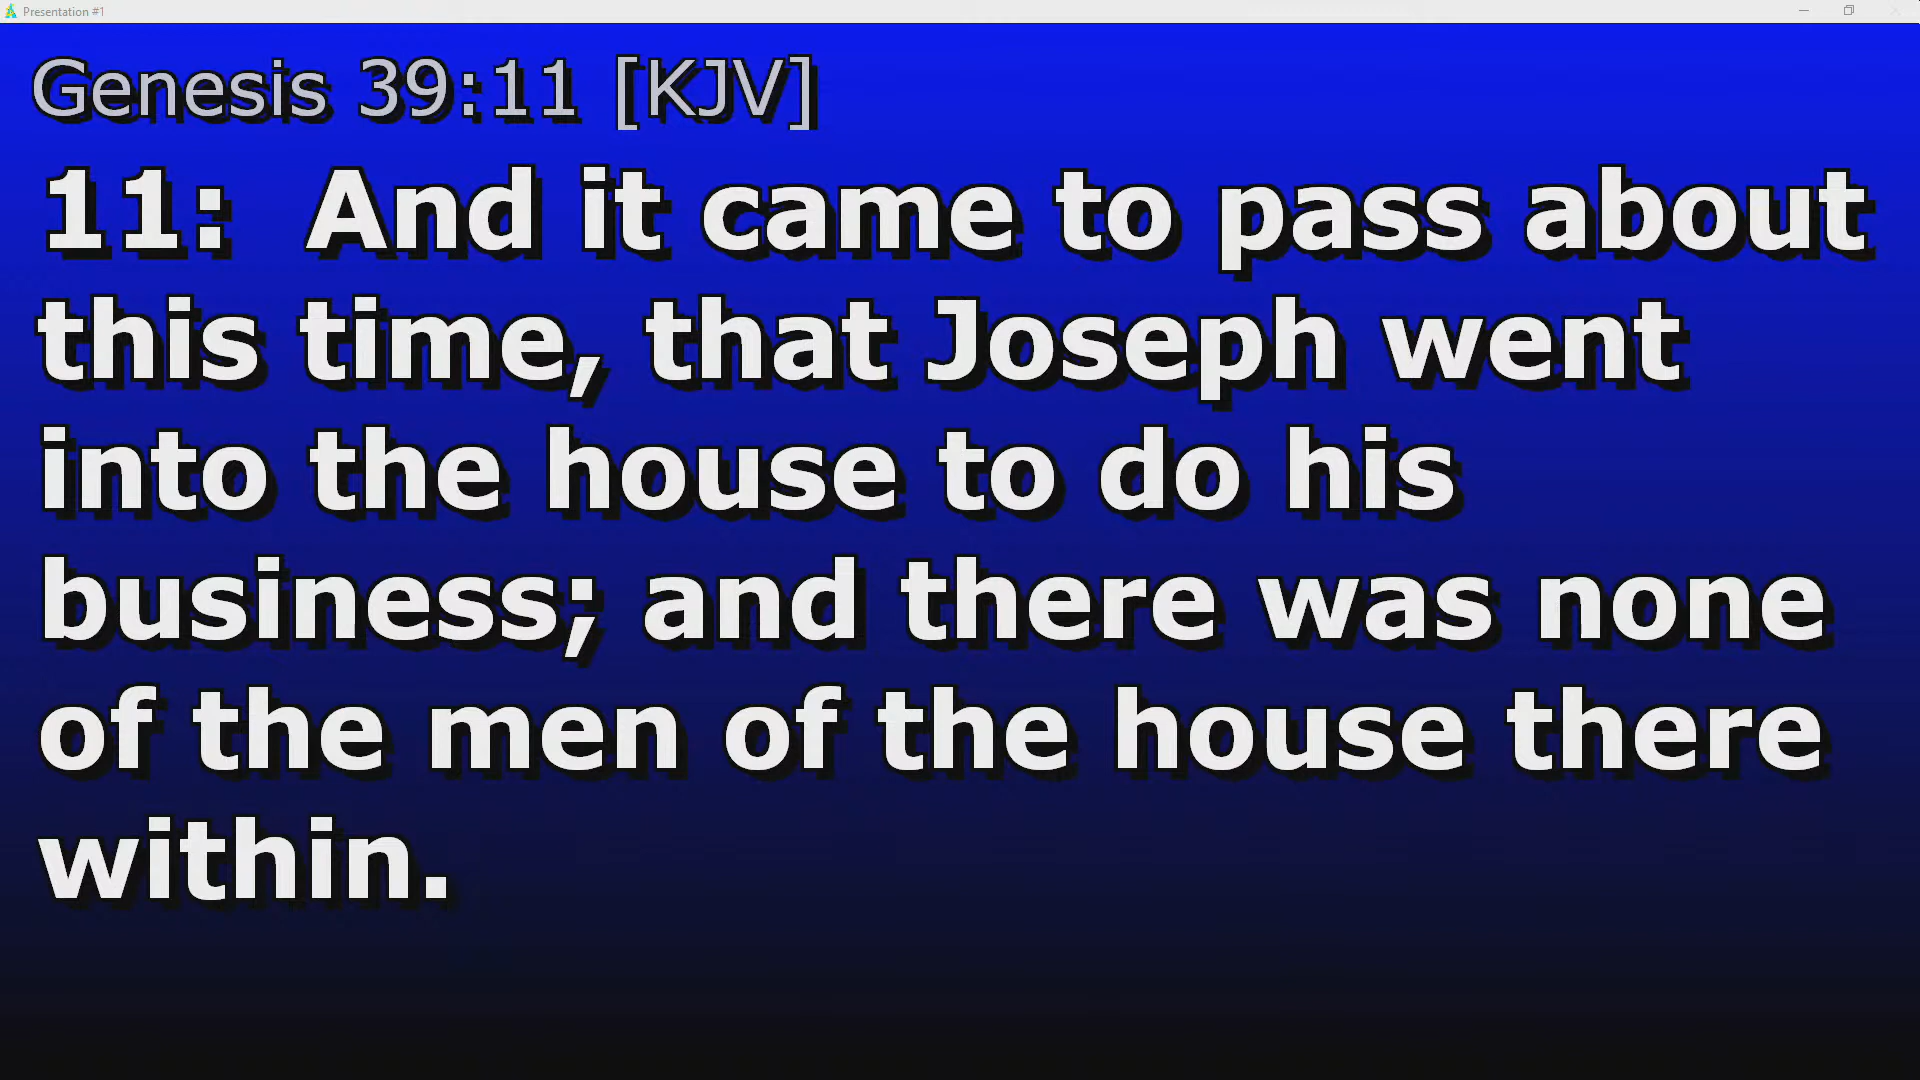 Presentation #1
Genesis 39:11 [KJV]
11:  And it came to pass about
this time, that Joseph went
into the house to do his
business; and there was none
of the men of the house there
within.